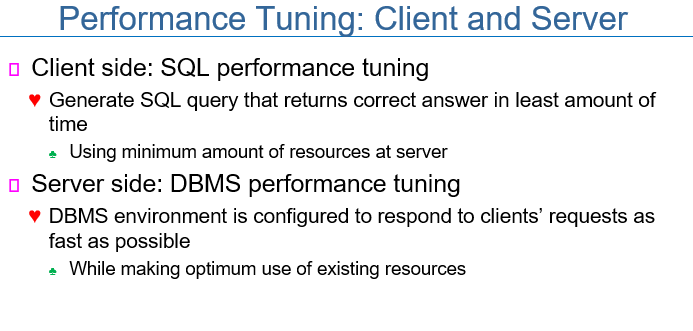 Performance Tuning: Client and Server
Client side: SQL performance tuning
Generate SQL query that returns correct answer in least amount of
time
Using minimum amount of resources at server
Server side: DBMS performance tuning
DBMS environment is configured to respond to clients’ requests as
fast as possible
While making optimum use of existing resources